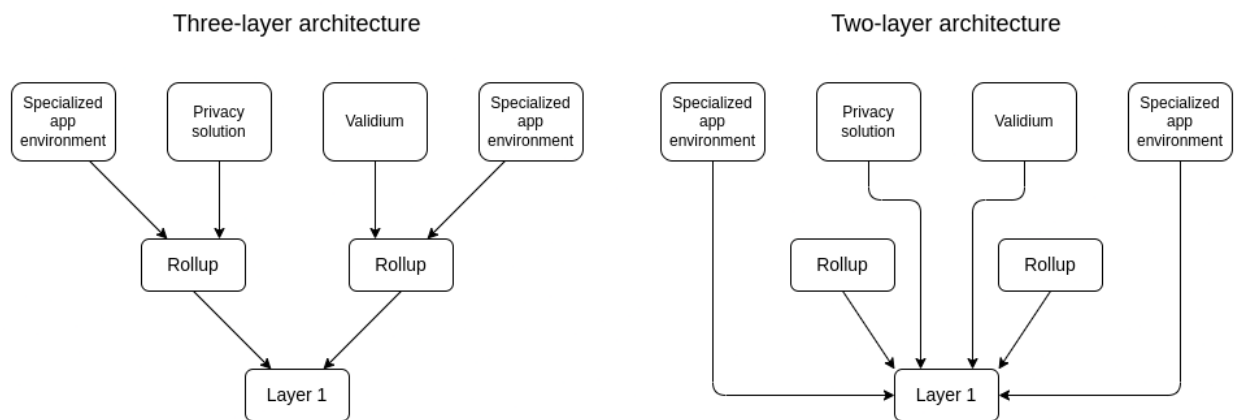 Three-layer architecture
Specialized
app
environment
Privacy
solution
Validium
Specialized
app
environment
Rollup
Rollup
Layer 1
Two-layer architecture
Specialized
app
environment
Privacy
solution
Validium
Specialized
app
environment
Rollup
Rollup
Layer 1